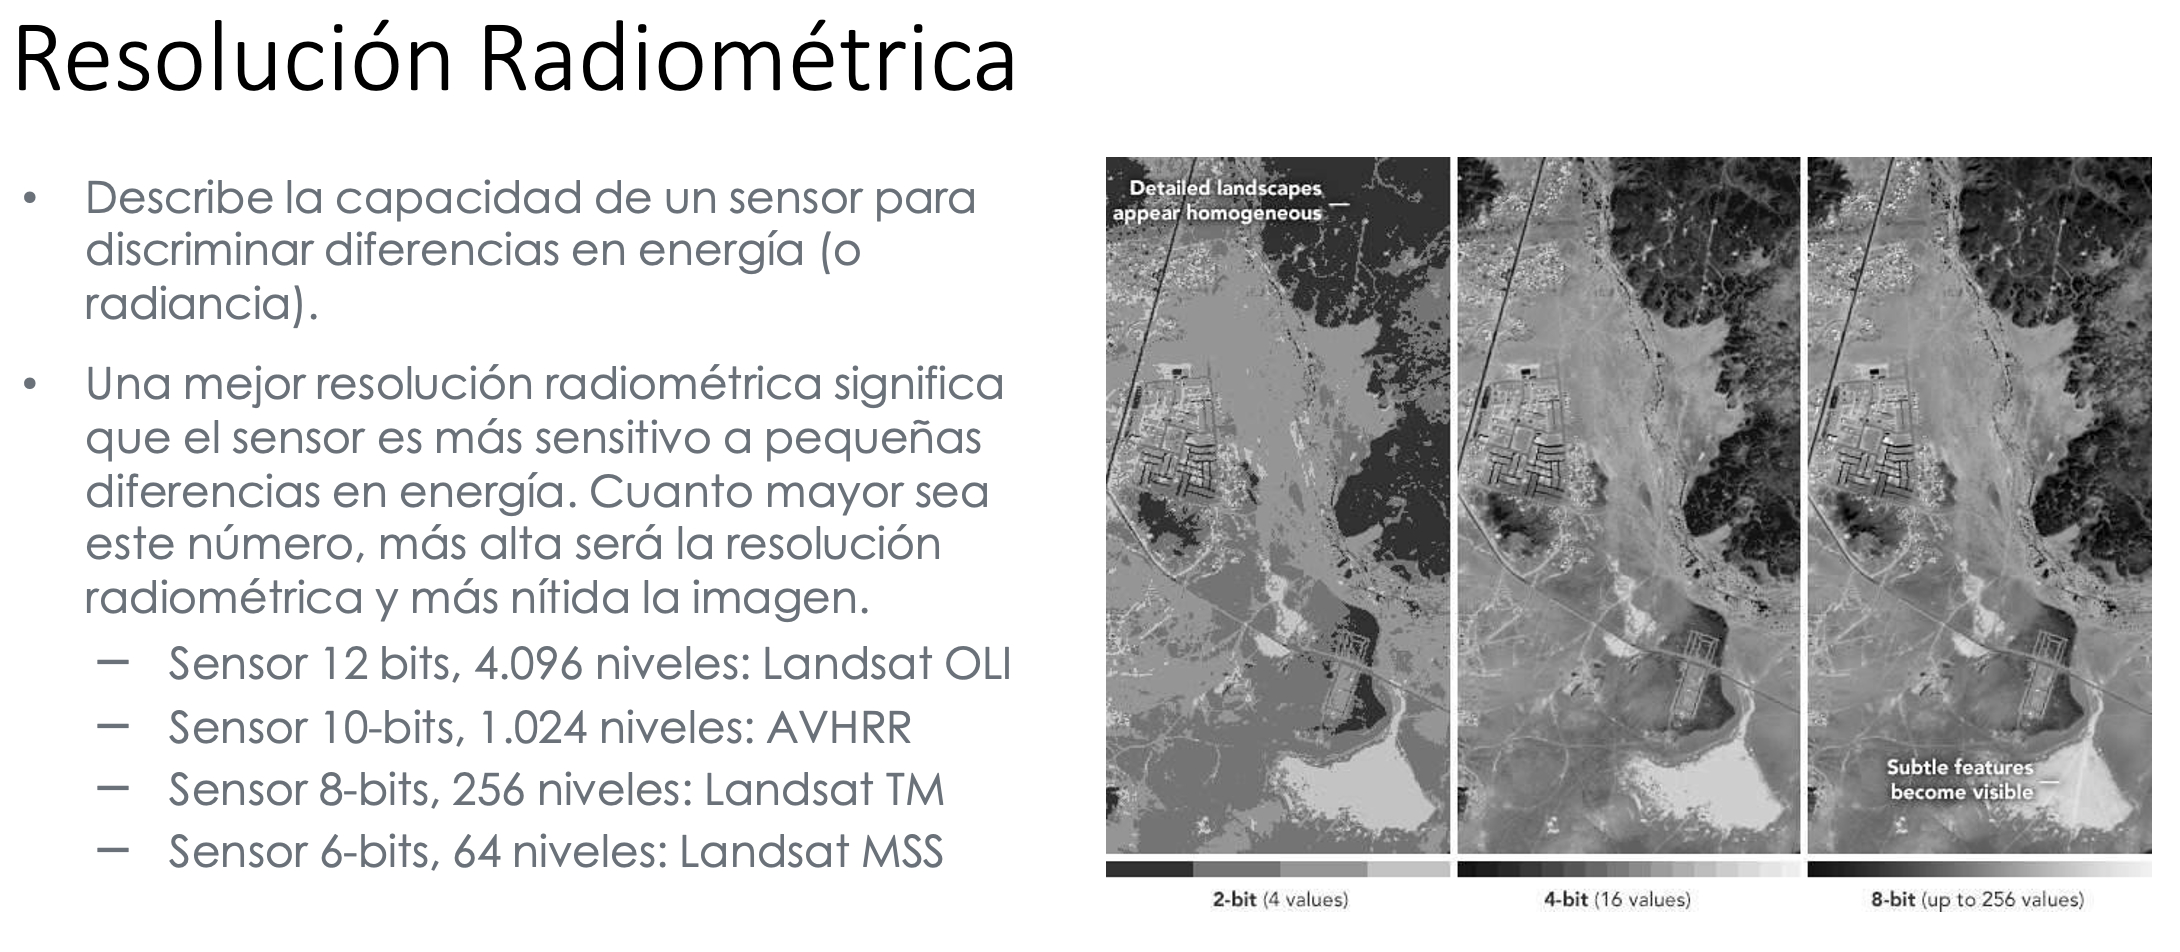 Resolución Radiométrica
• Describe la capacidad de un sensor para
discriminar diferencias en energía (o
radiancia).
• Una mejor resolución radiométrica significa
que el sensor es más sensitivo a pequeñas
diferencias en energía. Cuanto mayor sea
este número, más alta será la resolución
radiométrica y más nítida la imagen.
– Sensor 12 bits, 4.096 niveles: Landsat OLI
– Sensor 10-bits, 1.024 niveles: AVHRR
– Sensor 8-bits, 256 niveles: Landsat TM
– Sensor 6-bits, 64 niveles: Landsat MSS
Detailed landscapes
appear homogeneous
Subtle features
become visible
2-bit (4 values)
4-bit (16 values)
8-bit (up to 256 values)